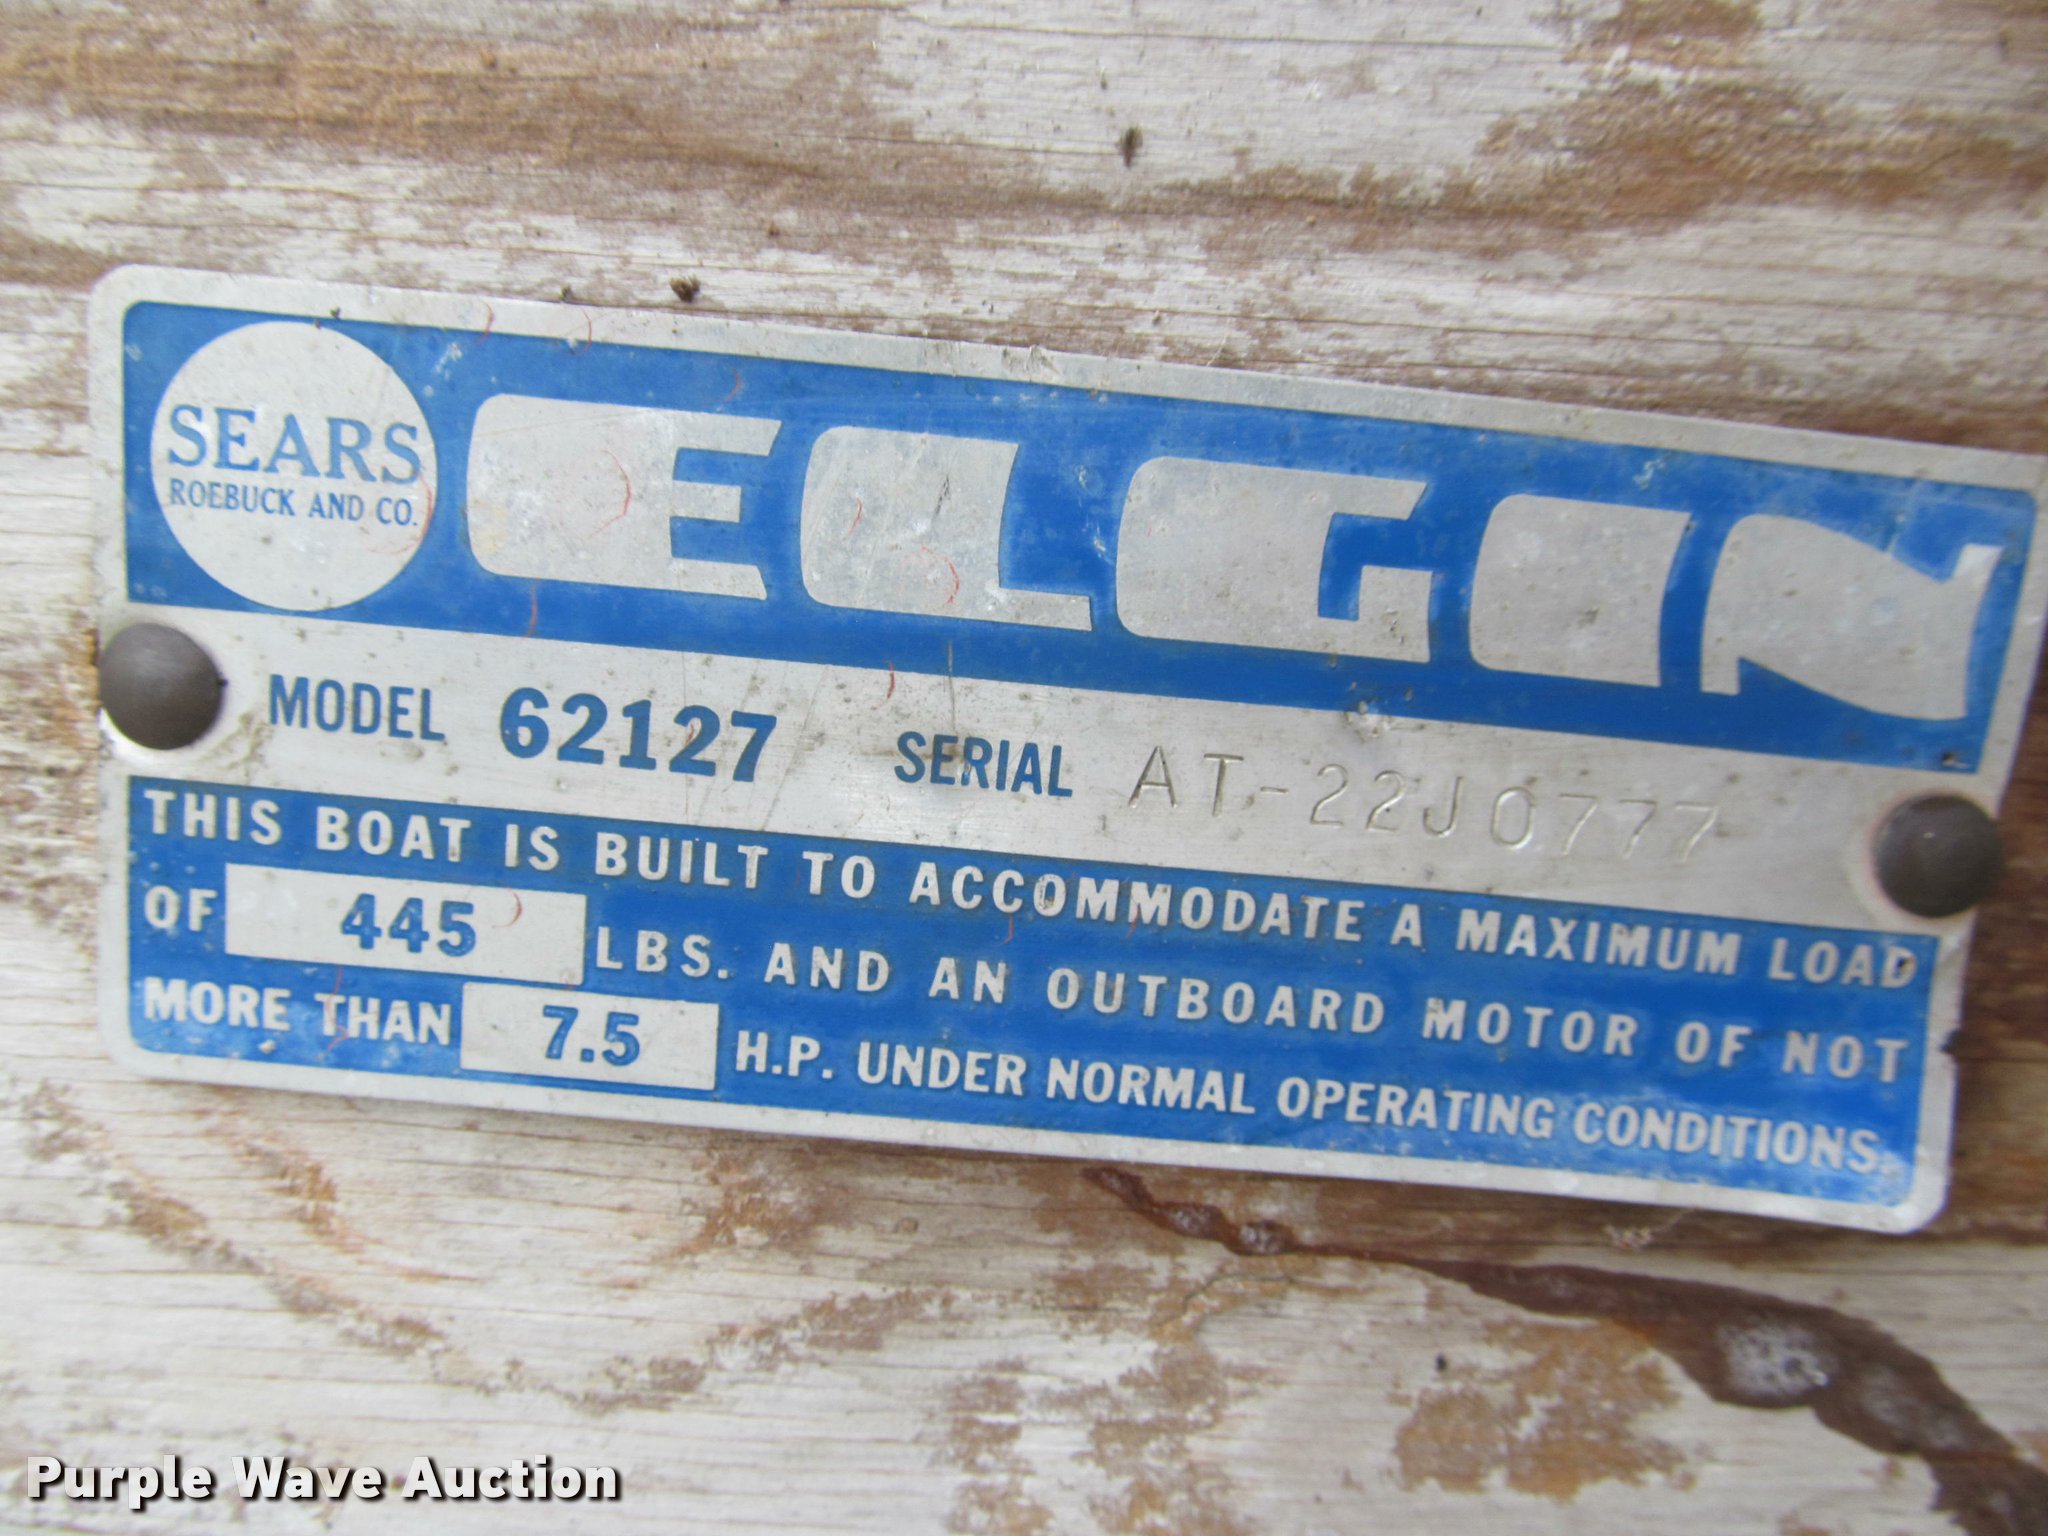 SEARS
ROEBUCK AND CO.
ELGIN
MODEL 62127 SERIAL AT-22J0777
THIS BOAT IS BUILT TO ACCOMMODATE A MAXIMUM LOAD
OF 445 LBS. AND AN OUTBOARD MOTOR OF NOT
MORE THAN 7.5 H.P. UNDER NORMAL OPERATING CONDITIONS.
Purple Wave Auction